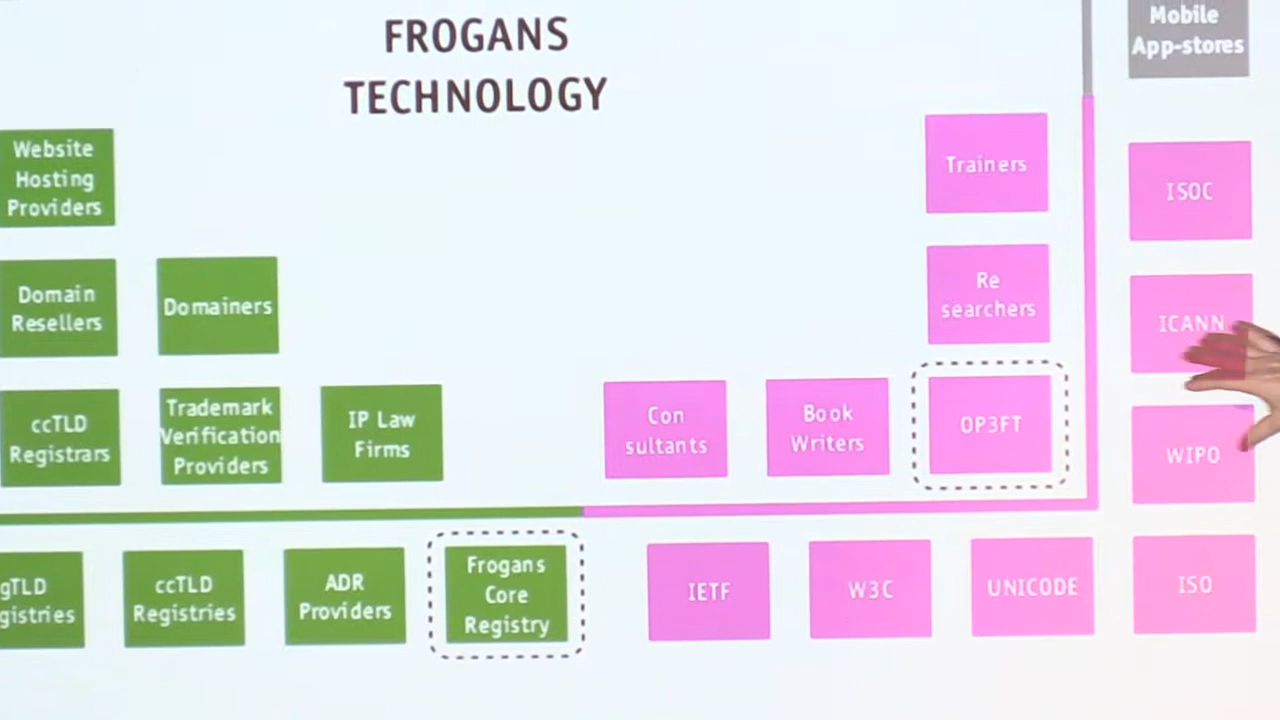 FROGANS
TECHNOLOGY
Mobile
App-stores
Website
Hosting
Providers
Trainers
ISOC
Domain
Resellers
Domainers
Re
searchers
ICANN
ccTLD
Registrars
Trademark
Verification
Providers
IP Law
Firms
Con
sultants
Book
Writers
OP3FT
WIPO
gTLD
gistries
ccTLD
Registries
ADR
Providers
Frogans
Core
Registry
IETF
W3C
UNICODE
ISO